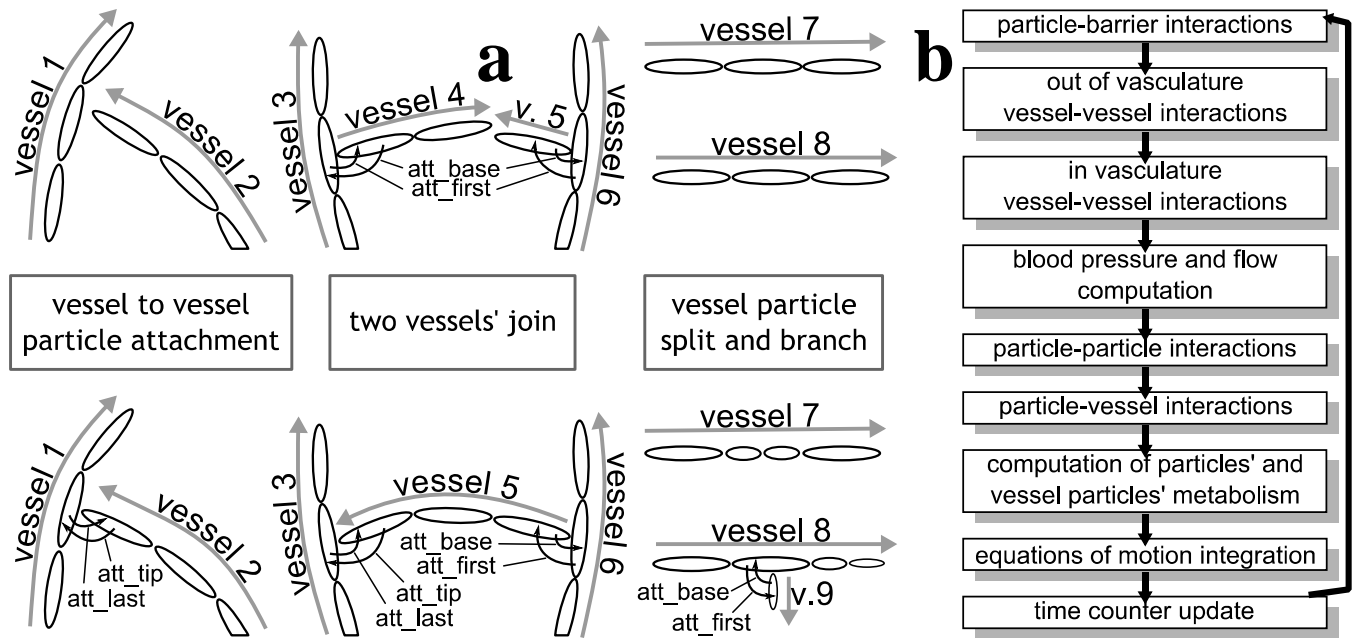 a
vessel 1
vessel 2
vessel 3
vessel 4
v. 5
vessel 6
att_base
att_first
vessel 7
vessel 8
vessel to vessel
particle attachment
two vessels' join
vessel particle
split and branch
vessel 1
vessel 2
att_tip
att_last
vessel 3
vessel 5
vessel 6
att_base
att_first
att_tip
att_last
vessel 7
vessel 8
att_base
att_first
v.9
b
particle-barrier interactions
out of vasculature
vessel-vessel interactions
in vasculature
vessel-vessel interactions
blood pressure and flow
computation
particle-particle interactions
particle-vessel interactions
computation of particles' and
vessel particles' metabolism
equations of motion integration
time counter update